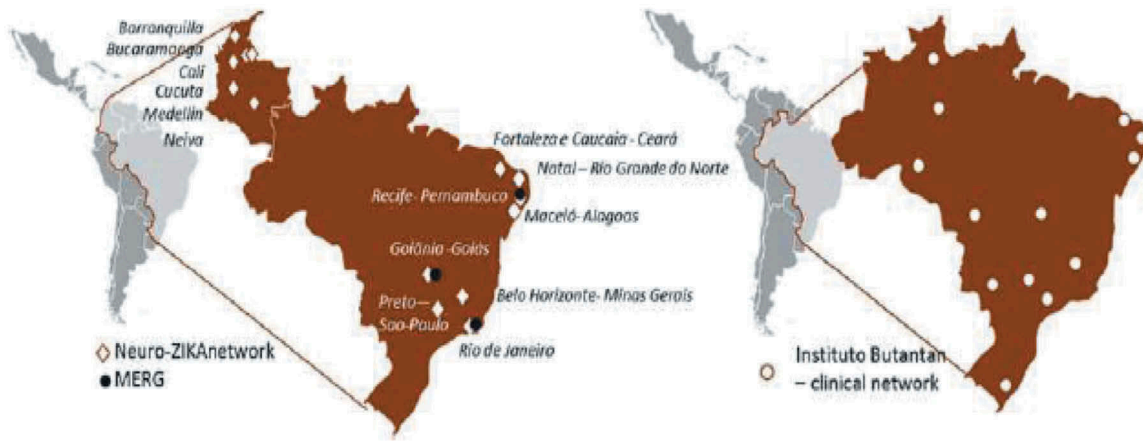 Barranquilla
Bucaramanga
Cali
Cucuta
Medellin
Neiva
Fortaleza e Caucaia - Ceará
Natal – Rio Grande do Norte
Recife- Pernambuco
Maceló- Alagoas
Goiânia -Goiás
Belo Horizonte- Minas Gerais
Preto—
Sao-Paulo
Rio de Janeiro
Neuro-ZIKAnetwork
MERG
Instituto Butantan
– clinical network